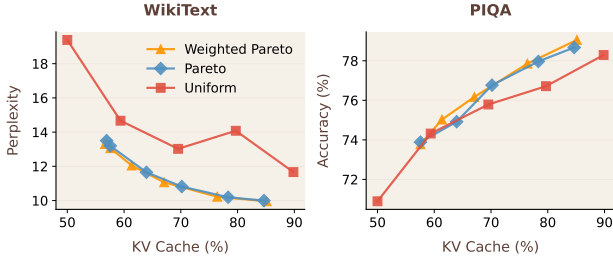 WikiText
Perplexity
18
16
14
12
10
Weighted Pareto
Pareto
Uniform
50 60 70 80 90
KV Cache (%)
PIQA
Accuracy (%)
78
76
74
72
50 60 70 80 90
KV Cache (%)